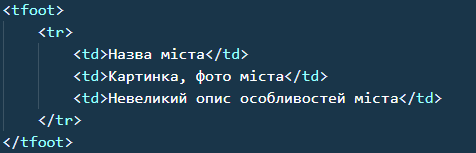 <tfoot>
<tr>
<td>Назва міста</td>
<td>Картинка, фото міста</td>
<td>Невеликий опис особливостей міста</td>
</tr>
</tfoot>